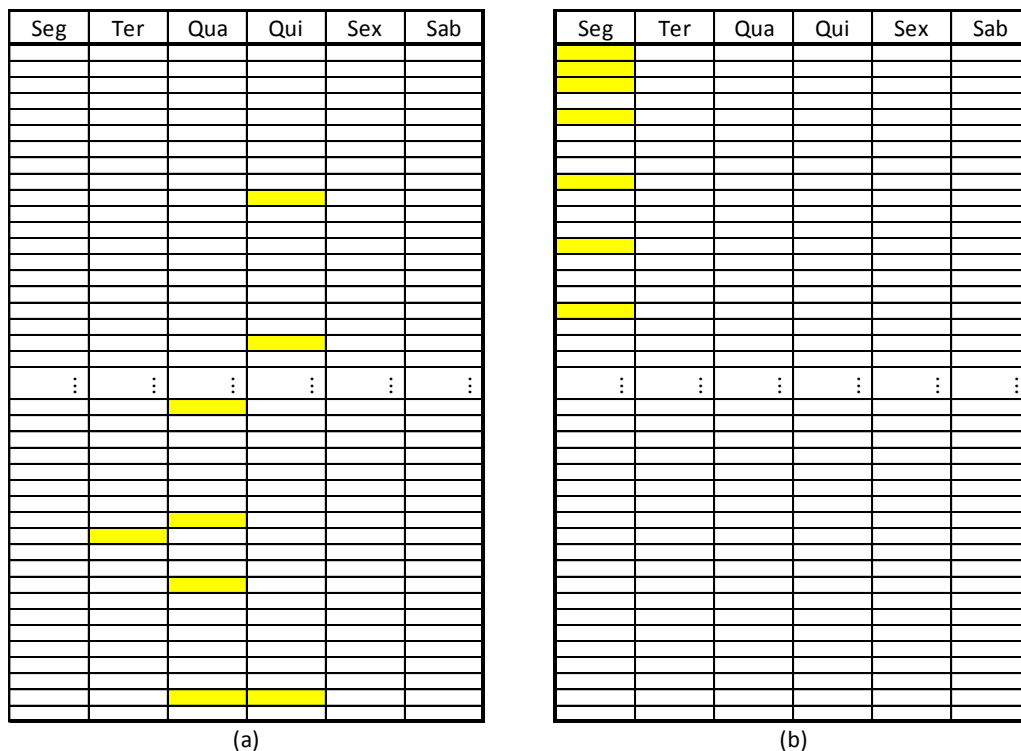 Seg Ter Qua Qui Sex Sab Seg Ter Qua Qui Sex Sab
⋮ ⋮ ⋮ ⋮ ⋮ ⋮ ⋮ ⋮ ⋮ ⋮ ⋮ ⋮
(a) (b)